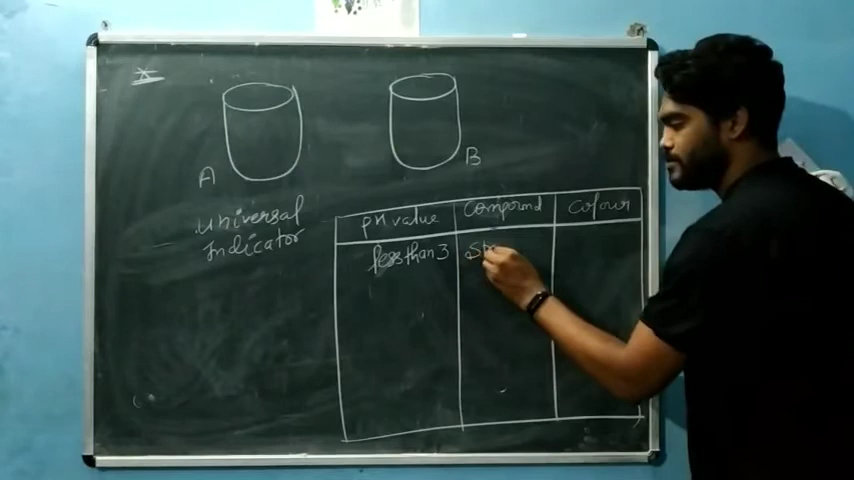 A
B
universal
Indicator
PH value
Compound
Colour
less than 3